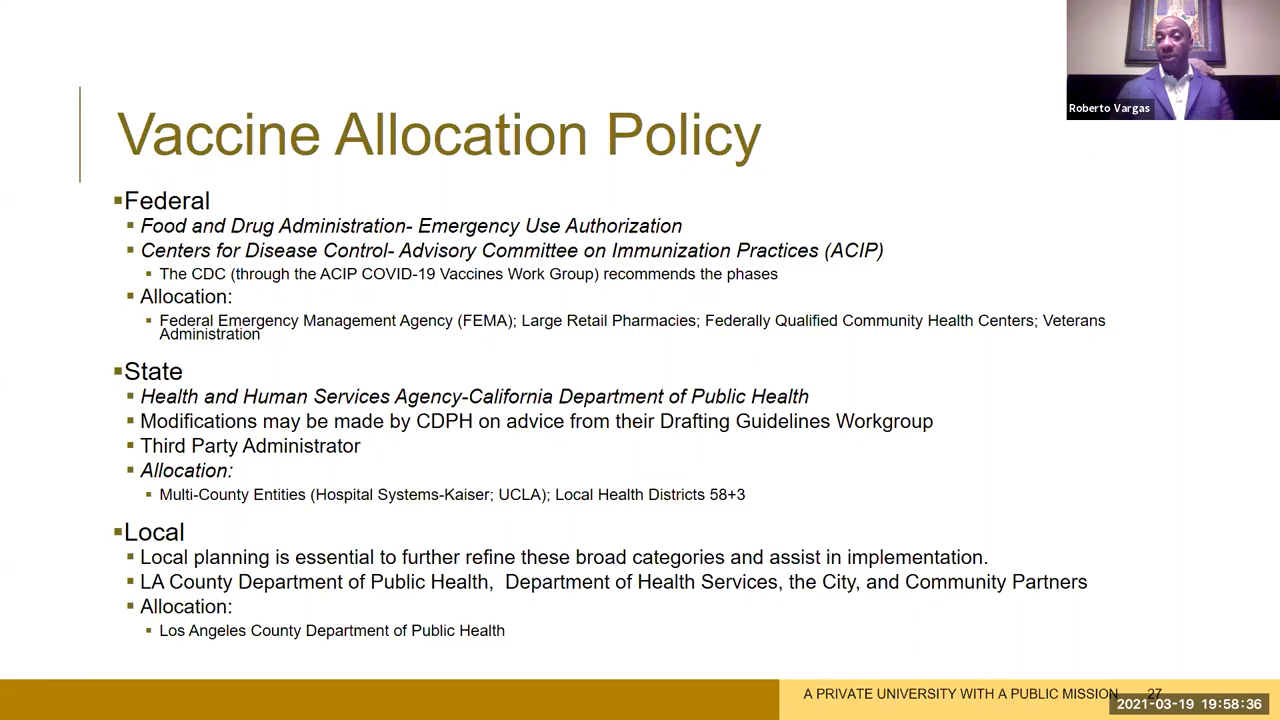 Roberto Vargas
Vaccine Allocation Policy
▪Federal
▪ Food and Drug Administration- Emergency Use Authorization
▪ Centers for Disease Control- Advisory Committee on Immunization Practices (ACIP)
▪ The CDC (through the ACIP COVID-19 Vaccines Work Group) recommends the phases
▪ Allocation:
▪ Federal Emergency Management Agency (FEMA); Large Retail Pharmacies; Federally Qualified Community Health Centers; Veterans
Administration
▪State
▪ Health and Human Services Agency-California Department of Public Health
▪ Modifications may be made by CDPH on advice from their Drafting Guidelines Workgroup
▪ Third Party Administrator
▪ Allocation:
▪ Multi-County Entities (Hospital Systems-Kaiser; UCLA); Local Health Districts 58+3
▪Local
▪ Local planning is essential to further refine these broad categories and assist in implementation.
▪ LA County Department of Public Health,  Department of Health Services, the City, and Community Partners
▪ Allocation:
▪ Los Angeles County Department of Public Health
A PRIVATE UNIVERSITY WITH A PUBLIC MISSION 27
2021-03-19 19:58:36